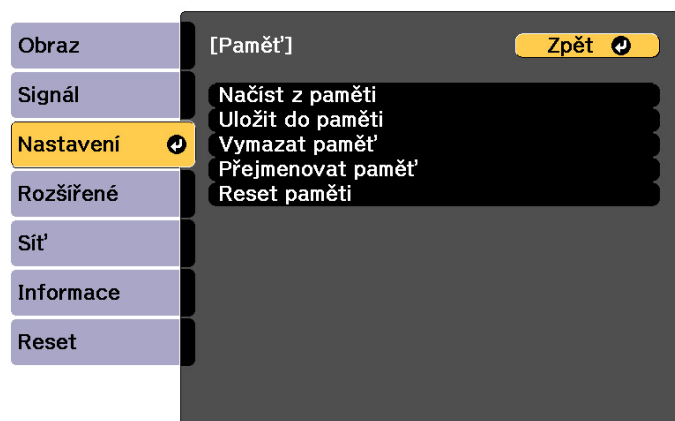 Obraz
Signál
Nastavení
Rozšířené
Síť
Informace
Reset
[Paměť]
Zpět
Načíst z paměti
Uložit do paměti
Vymazat paměť
Přejmenovat paměť
Reset paměti